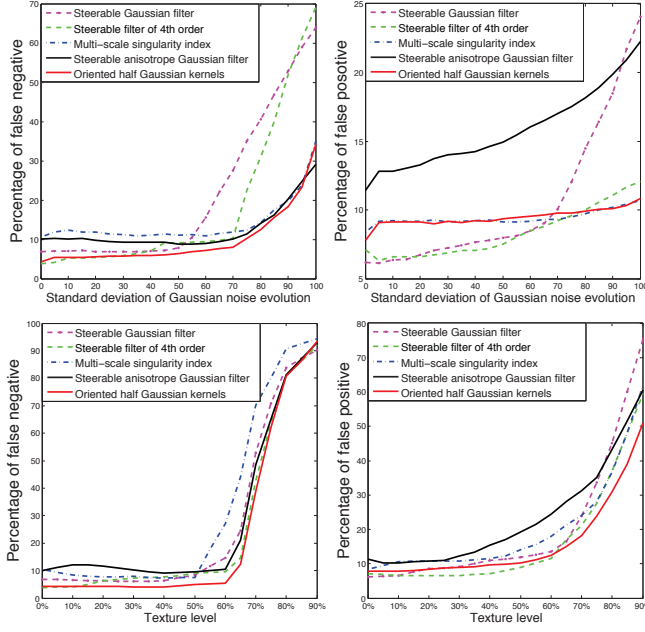 Percentage of false negative
70
60
50
40
30
20
10
0
0 10 20 30 40 50 60 70 80 90 100
Standard deviation of Gaussian noise evolution
Steerable Gaussian filter
Steerable filter of 4th order
Multi-scale singularity index
Steerable anisotrope Gaussian filter
Oriented half Gaussian kernels
Percentage of false posotive
25
20
15
10
5
0 10 20 30 40 50 60 70 80 90 100
Standard deviation of Gaussian noise evolution
Steerable Gaussian filter
Steerable filter of 4th order
Multi-scale singularity index
Steerable anisotrope Gaussian filter
Oriented half Gaussian kernels
Percentage of false negative
100
90
80
70
60
50
40
30
20
10
0
0% 10% 20% 30% 40% 50% 60% 70% 80% 90%
Texture level
Steerable Gaussian filter
Steerable filter of 4th order
Multi-scale singularity index
Steerable anisotrope Gaussian filter
Oriented half Gaussian kernels
Percentage of false positive
80
70
60
50
40
30
20
10
0
0% 10% 20% 30% 40% 50% 60% 70% 80% 90%
Texture level
Steerable Gaussian filter
Steerable filter of 4th order
Multi-scale singularity index
Steerable anisotrope Gaussian filter
Oriented half Gaussian kernels